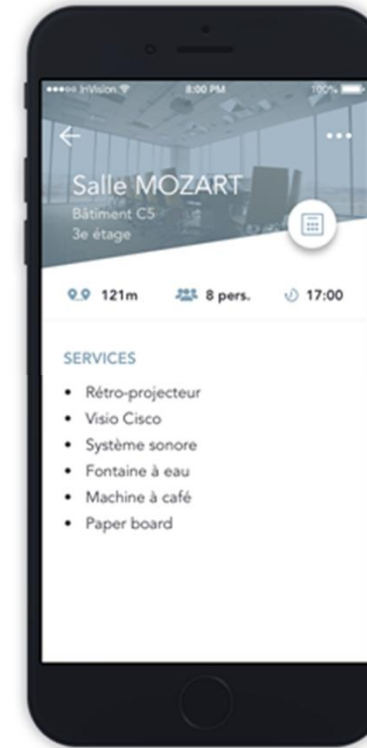 InVision 8:00 PM 100%
Salle MOZART
Bâtiment C5
3e étage
121m 8 pers. 17:00
SERVICES
• Rétro-projecteur
• Visio Cisco
• Système sonore
• Fontaine à eau
• Machine à café
• Paper board